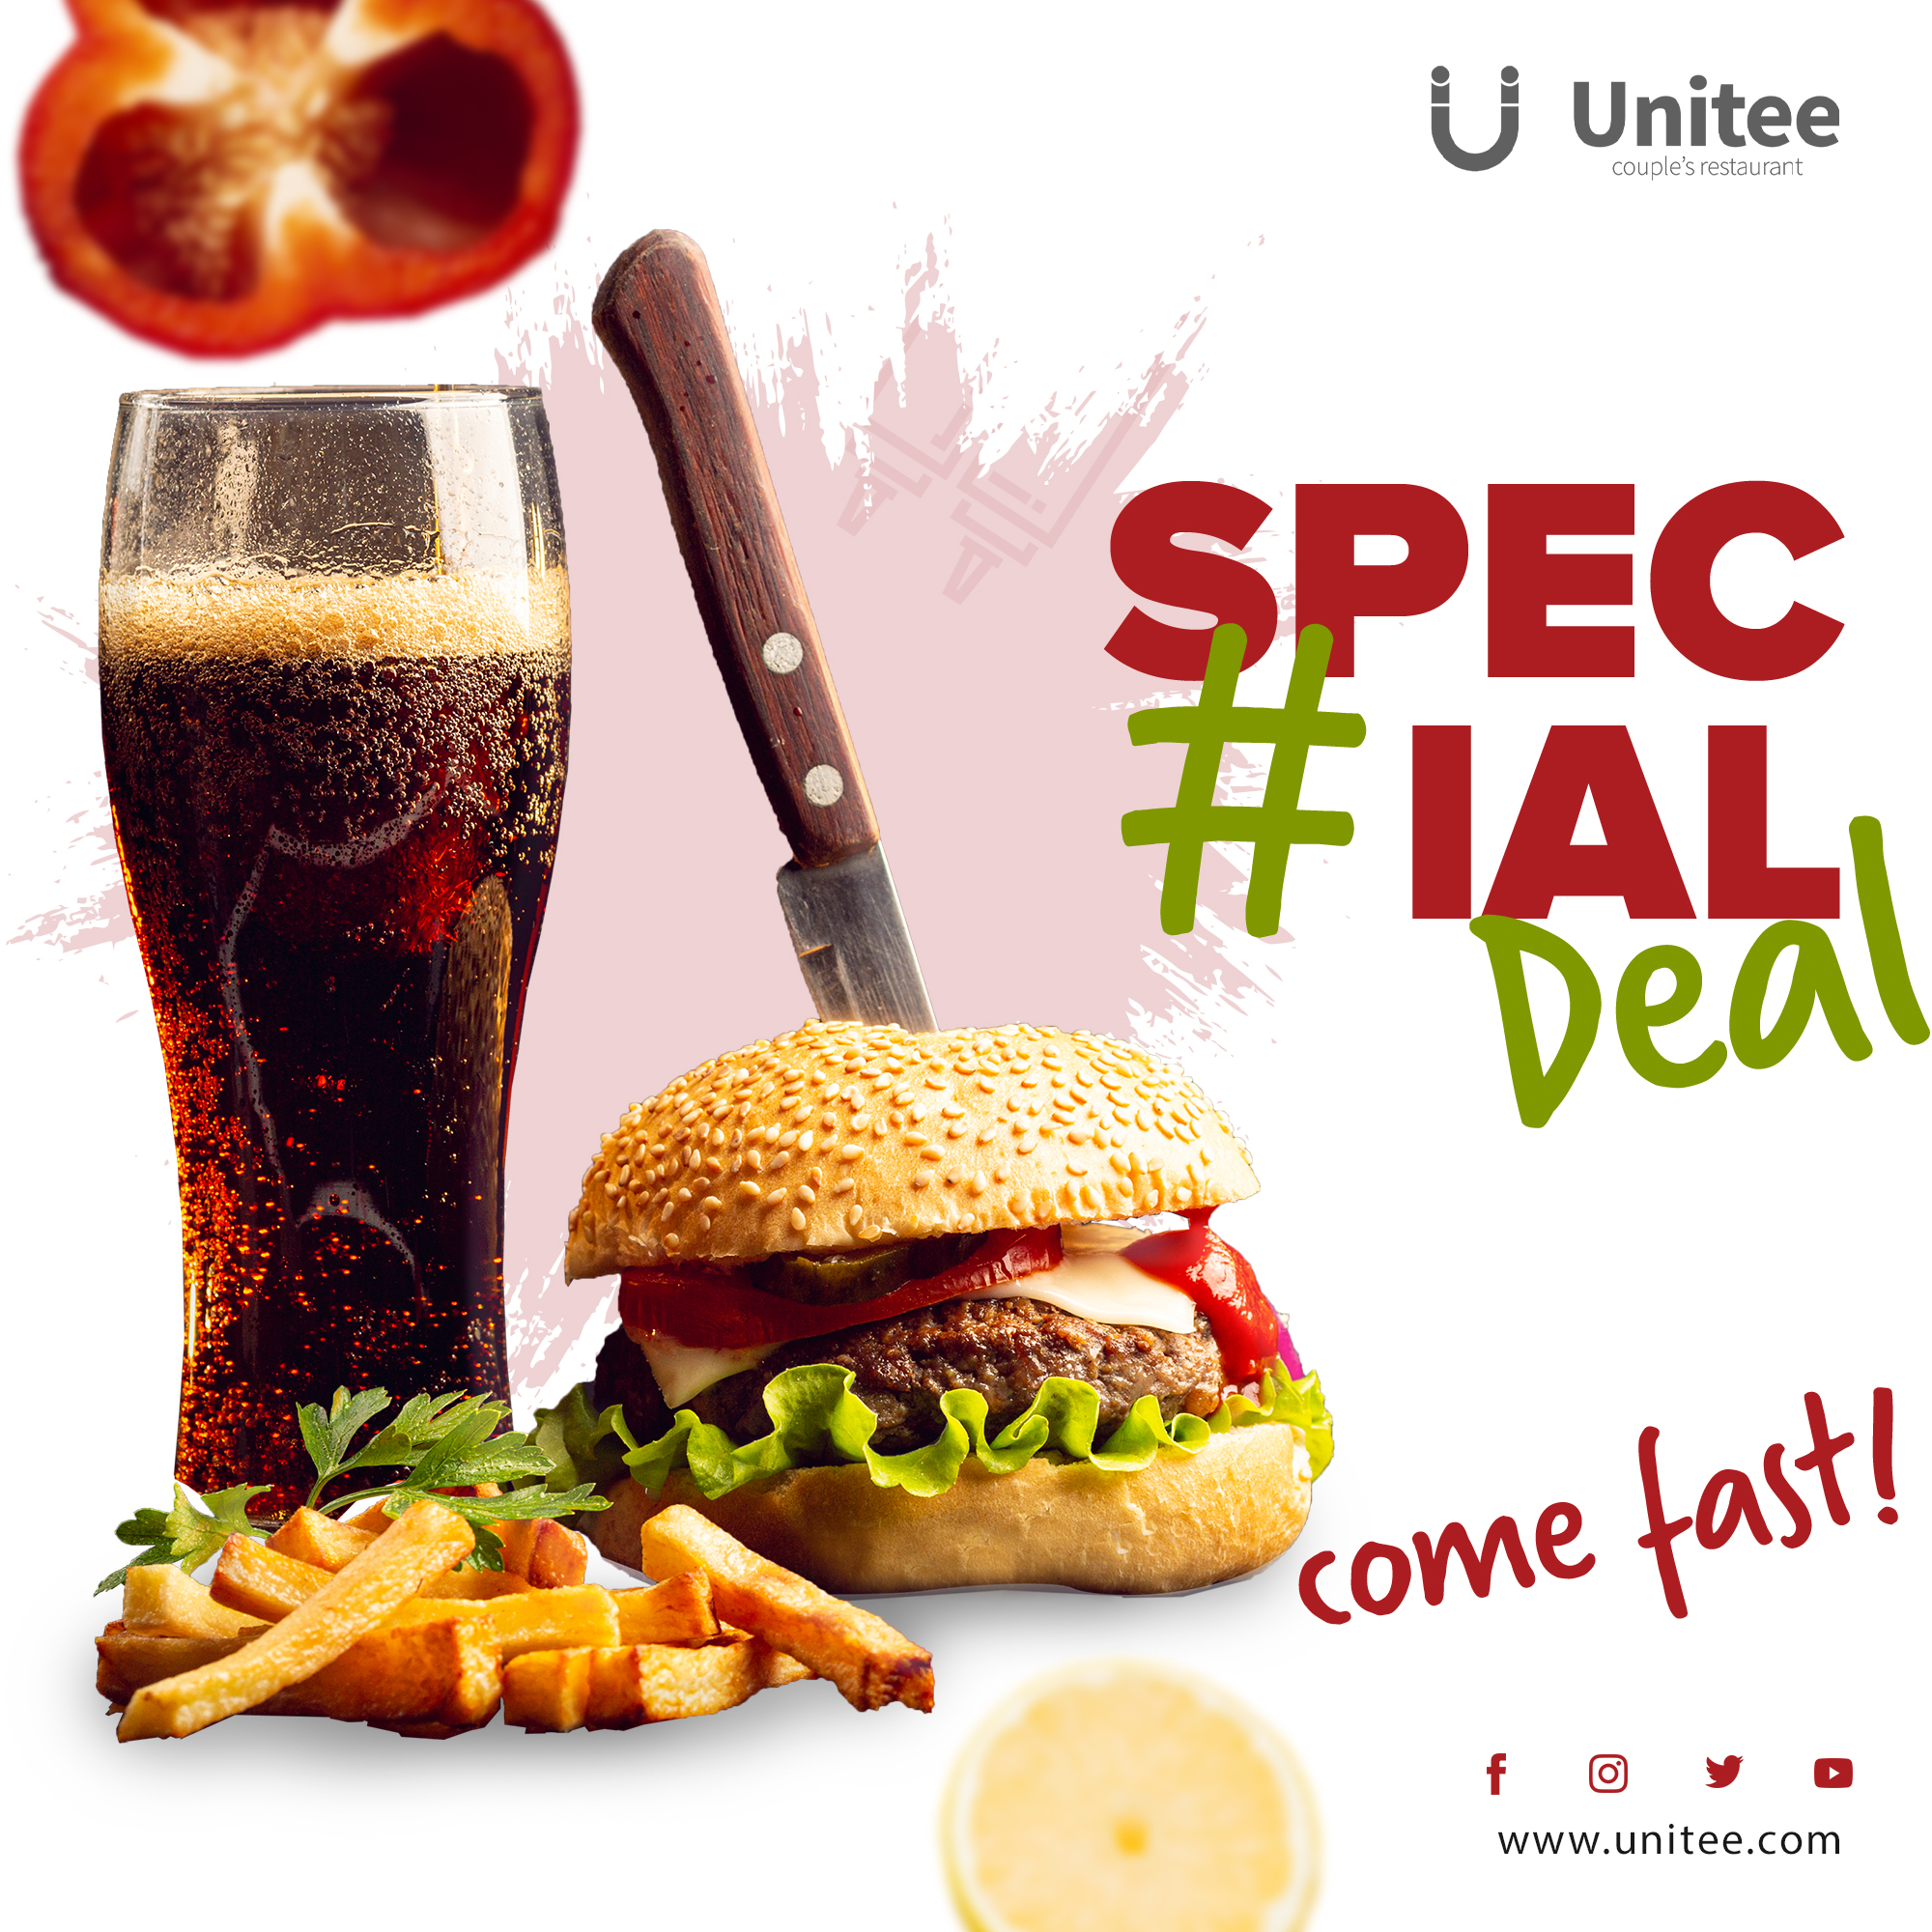 Unitee
couple's restaurant
SPEC
# IAL
Deal
come fast!
www.unitee.com